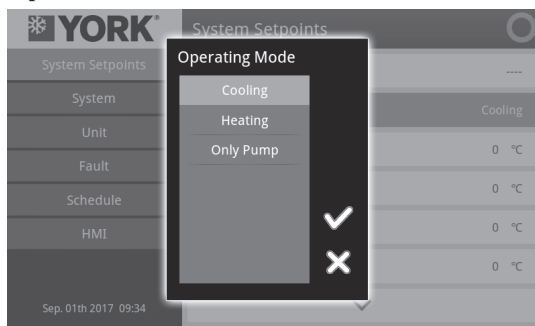 YORK®
System Setpoints
System Setpoints
System
Unit
Fault
Schedule
HMI
Sep. 01th 2017 09:34
Operating Mode
Cooling
Heating
Only Pump
----
Cooling
0 °C
0 °C
0 °C
0 °C